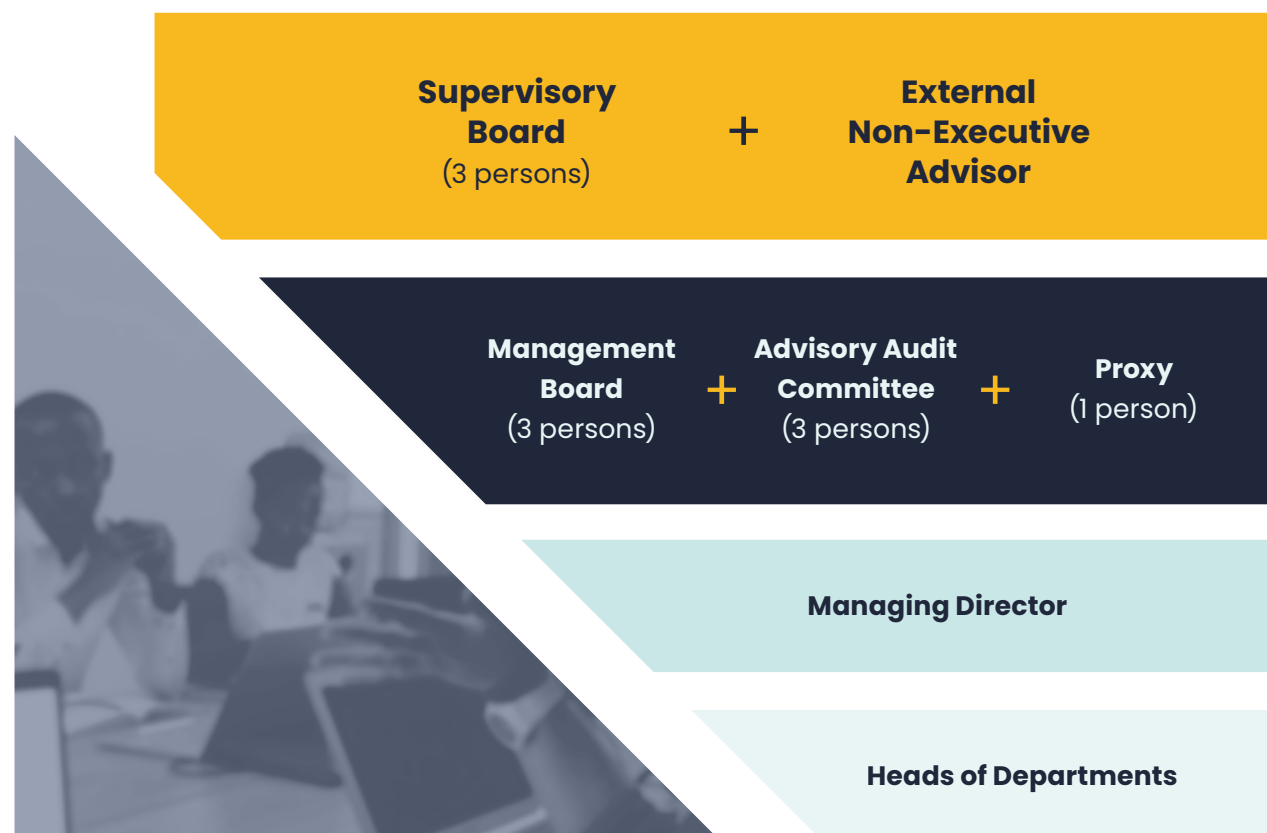 Supervisory
Board
(3 persons)
+
External
Non-Executive
Advisor
Management
Board
(3 persons)
+
Advisory Audit
Committee
(3 persons)
+
Proxy
(1 person)
Managing Director
Heads of Departments